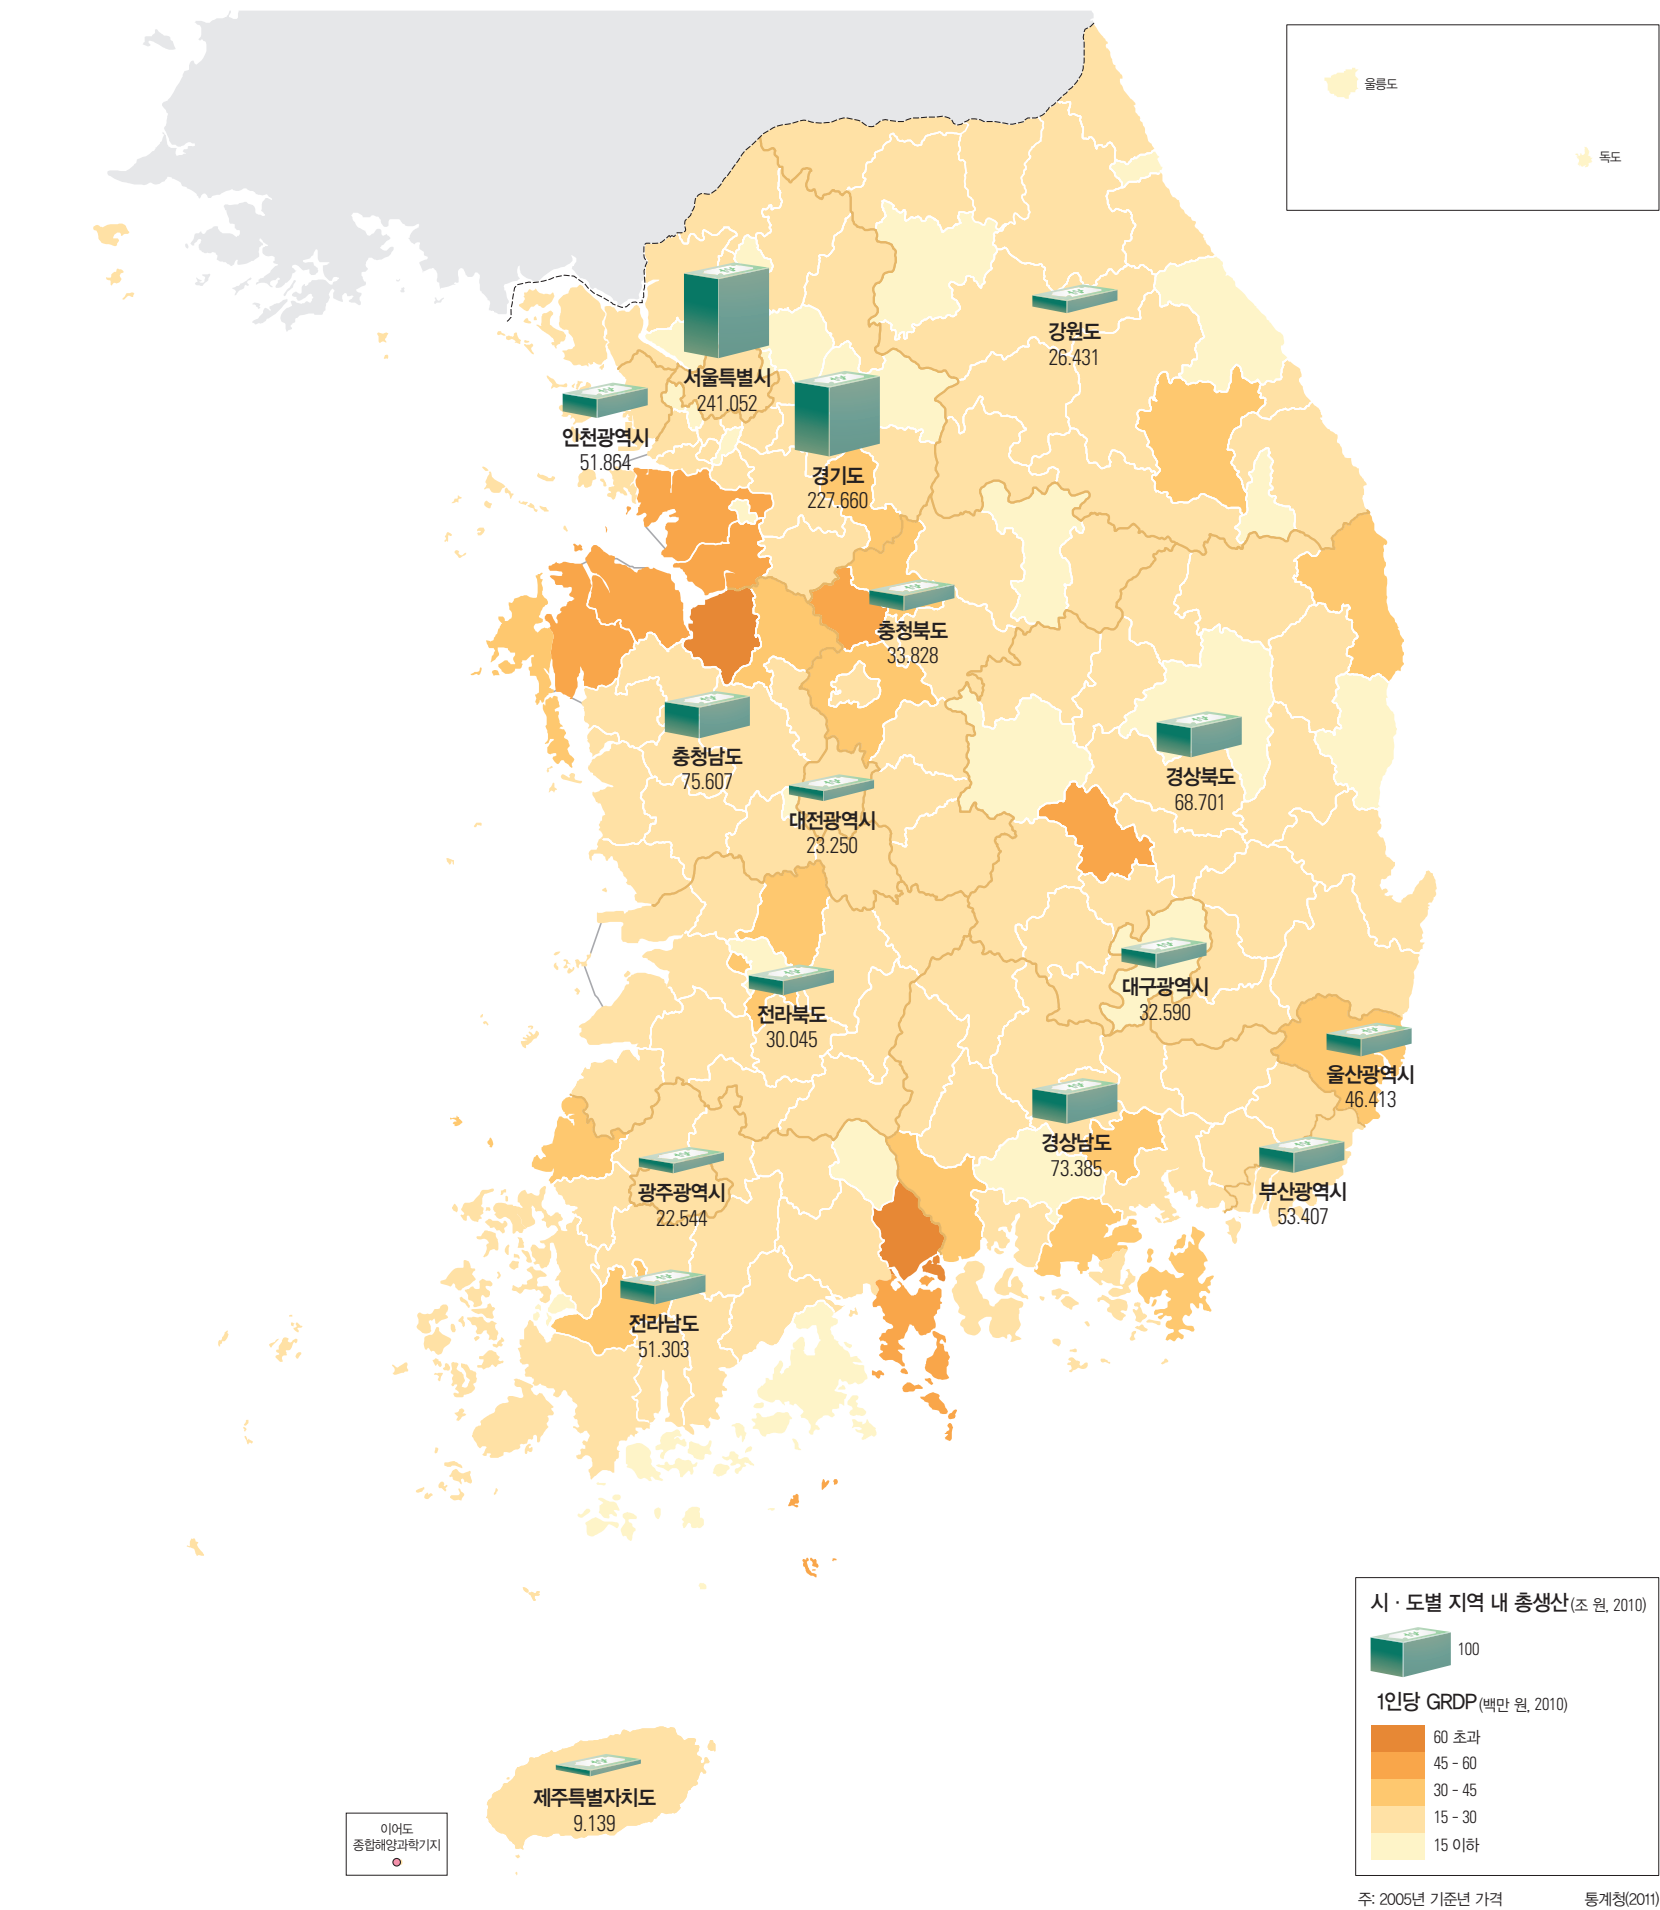 울릉도
독도
강원도
26.431
서울특별시
241.052
인천광역시
51.864
경기도
227.660
충청북도
33.828
충청남도
75.607
경상북도
68.701
대전광역시
23.250
대구광역시
32.590
전라북도
30.045
울산광역시
46.413
경상남도
73.385
광주광역시
22.544
부산광역시
53.407
전라남도
51.303
제주특별자치도
9.139
이어도
종합해양과학기지
시 · 도별 지역 내 총생산(조 원, 2010)
100
1인당 GRDP(백만 원, 2010)
60 초과
45 - 60
30 - 45
15 - 30
15 이하
주: 2005년 기준년 가격 통계청(2011)